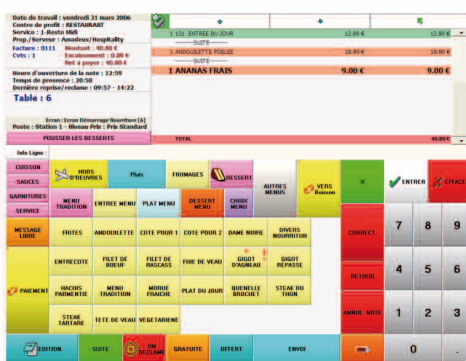 Date de travail : vendredi 31 mars 2006
Centre de profit : RESTAURANT
Service : 1-Resto Midi
Prop./Serveur : Amadeus/Hospitality
Facture : 0111 Montant : 40.80 €
Cvts : 1 Encaissement : 0.00 €
Net à payer : 40.80 €
Heure d'ouverture de la note : 12:59
Temps de presence : 20:58
Dernière reprise/reclame : 09:57 - 14:22
Table : 6
Ecran : Ecran Démarrage Nourriture [6]
Poste : Station 1 - Niveau Prix : Prix Standard
POUSSER LES DESSERTS
1 131 ENTREE DU JOUR 12.90 € 12.90 €
--------SUITE--------
1 ANDOUILLETTE POELEE 18.90 € 18.90 €
--------SUITE--------
1 ANANAS FRAIS 9.00 € 9.00 €
TOTAL 40.80 €
Info Ligne :
CUISSON
SAUCES
GARNITURES
SERVICE
HORS D'OEUVRES
Plats
FROMAGES
DESSERT
AUTRES MENUS
VERS Boisson
X
ENTRER
EFFACE
MENU TRADITION
ENTREE MENU
PLAT MENU
DESSERT MENU
CHOIX MENU
MESSAGE LIBRE
FRITES
ANDOULETTE
COTE POUR 1
COTE POUR 2
DAME NOIRE
DIVERS NOURRITUR
CORRECT
7 8 9
ENTRECOTE
FILET DE BOEUF
FILET DE RASCASS
FOIE DE VEAU
GIGOT D'AGNEAU
GIGOT REPASSE
RETOUR
4 5 6
PAIEMENT
HACHIS PARMENTIE
MENU TRADITION
MORUE FRAICHE
PLAT DU JOUR
QUENELLE BROCHET
STEAK DU THON
ANNUL NOTE
1 2 3
STEAK TARTARE
TETE DE VEAU
VEGETARIENE
EDITION
- SUITE -
ON RECLAME
GRATUITE
OFFERT
ENVOI
0 .